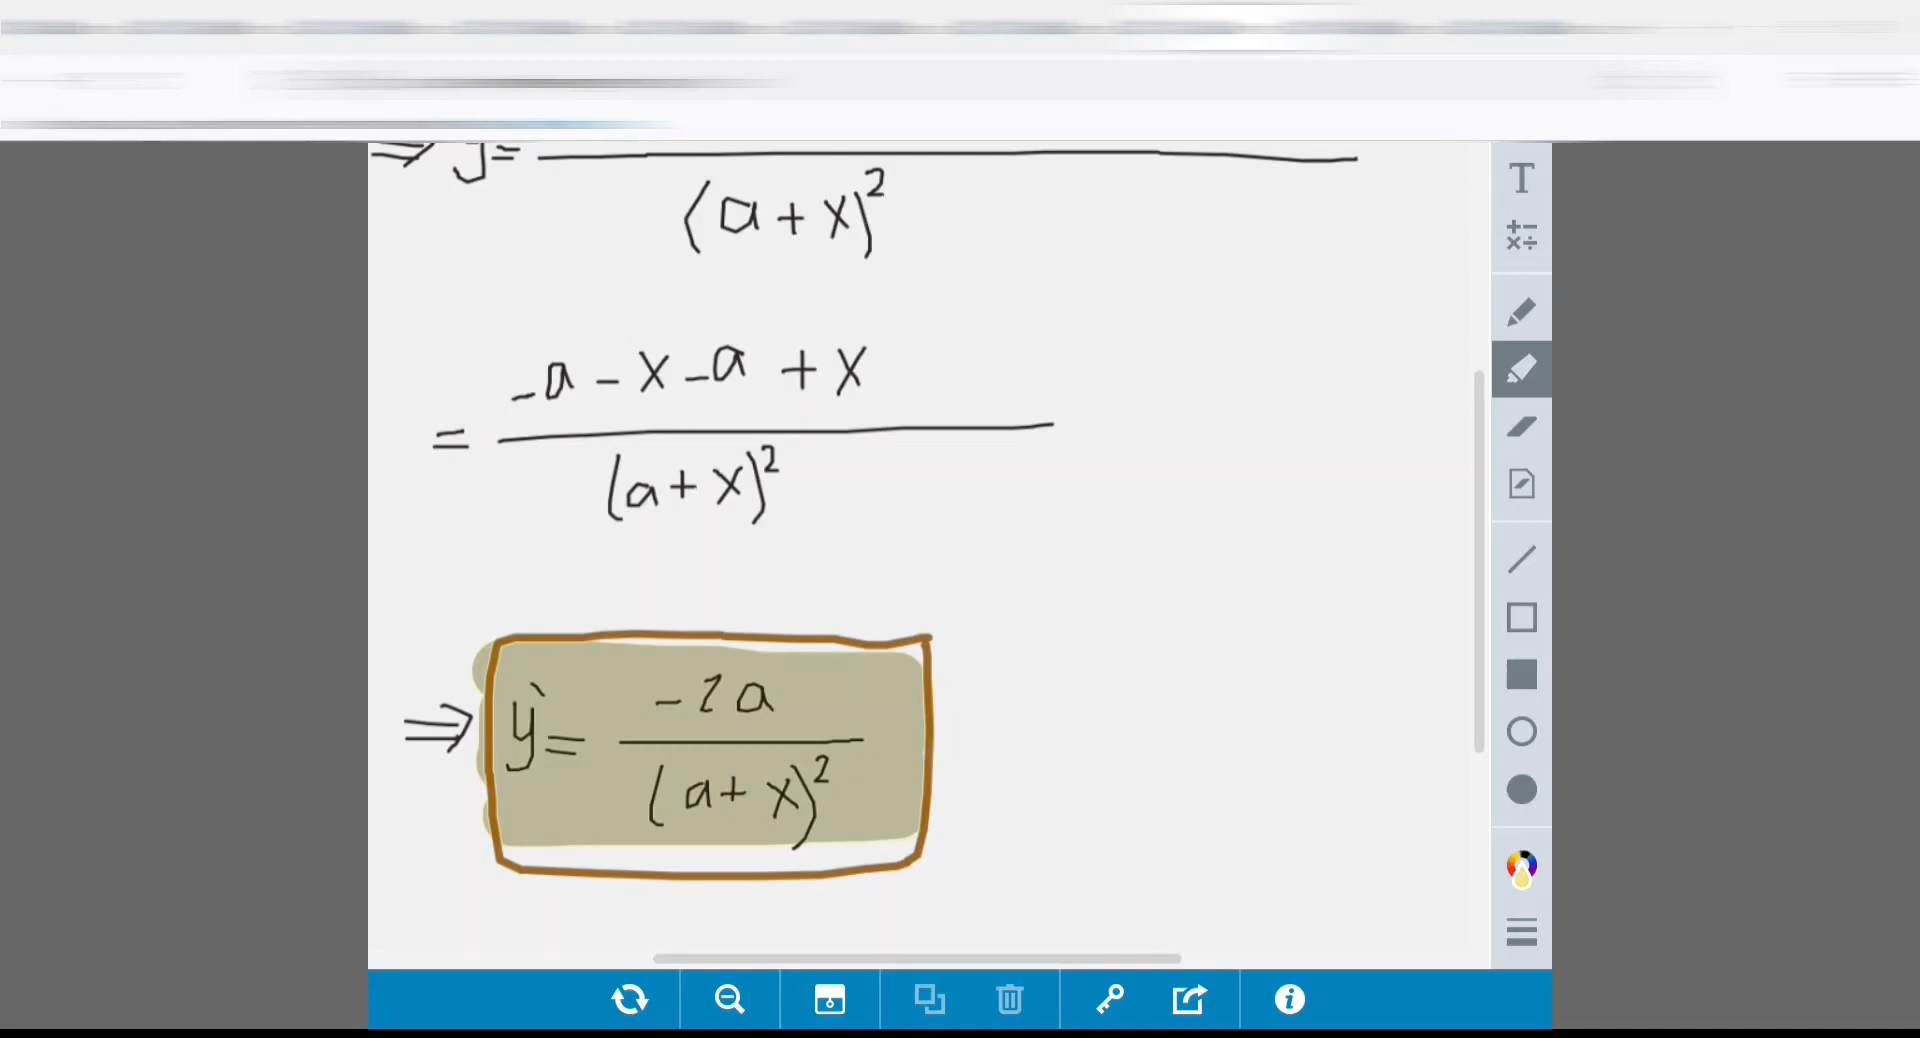 ⇒ y =
(a + x)²
-a - x - a + x
=
(a + x)²
-2a
⇒ y` =
(a + x)²